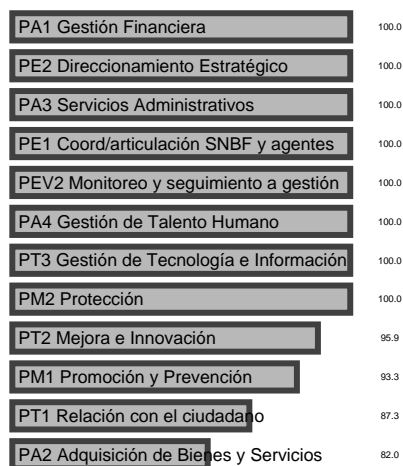 PA1 Gestión Financiera 100.0
PE2 Direccionamiento Estratégico 100.0
PA3 Servicios Administrativos 100.0
PE1 Coord/articulación SNBF y agentes 100.0
PEV2 Monitoreo y seguimiento a gestión 100.0
PA4 Gestión de Talento Humano 100.0
PT3 Gestión de Tecnología e Información 100.0
PM2 Protección 100.0
PT2 Mejora e Innovación 95.9
PM1 Promoción y Prevención 93.3
PT1 Relación con el ciudadano 87.3
PA2 Adquisición de Bienes y Servicios 82.0